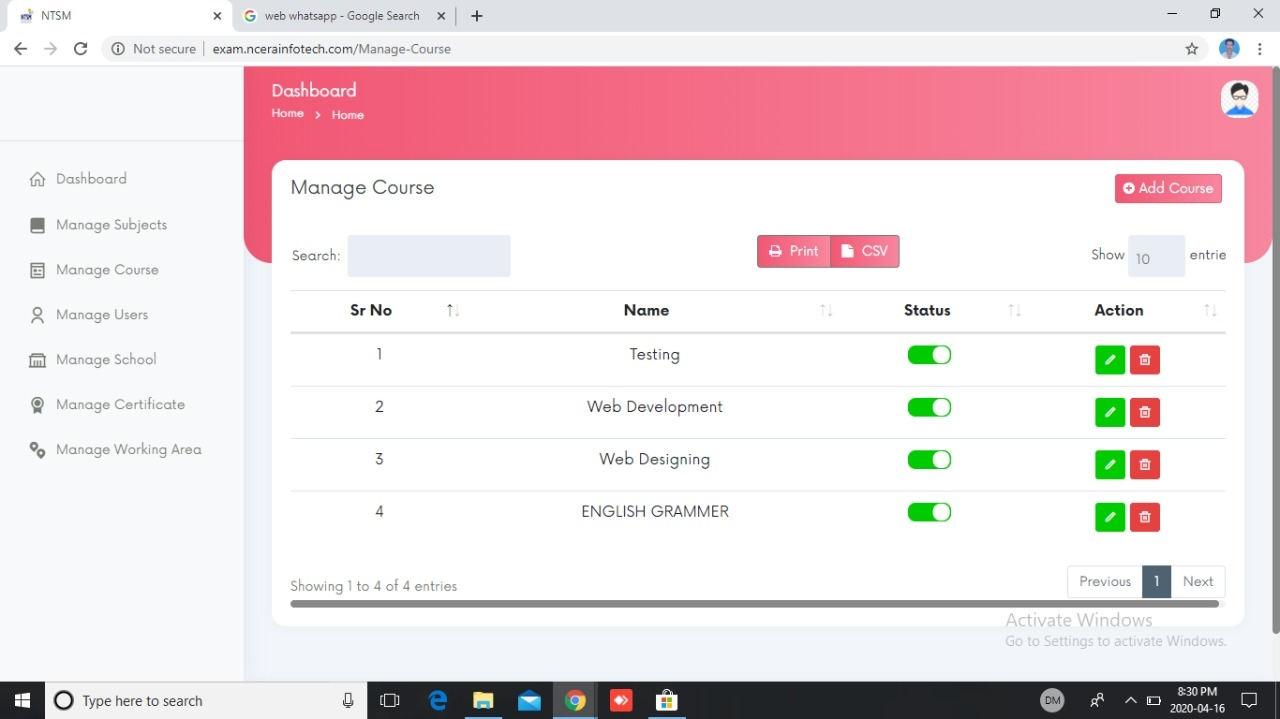 NTSM
web whatsapp - Google Search
Not secure
exam.ncerainfotech.com/Manage-Course
Dashboard
Home > Home
Dashboard
Manage Subjects
Manage Course
Manage Users
Manage School
Manage Certificate
Manage Working Area
Manage Course
Add Course
Search:
Print
CSV
Show 10 entrie
Sr No Name Status Action
1 Testing
2 Web Development
3 Web Designing
4 ENGLISH GRAMMER
Showing 1 to 4 of 4 entries
Previous 1 Next
Activate Windows
Go to Settings to activate Windows.
Type here to search
DM
8:30 PM
2020-04-16